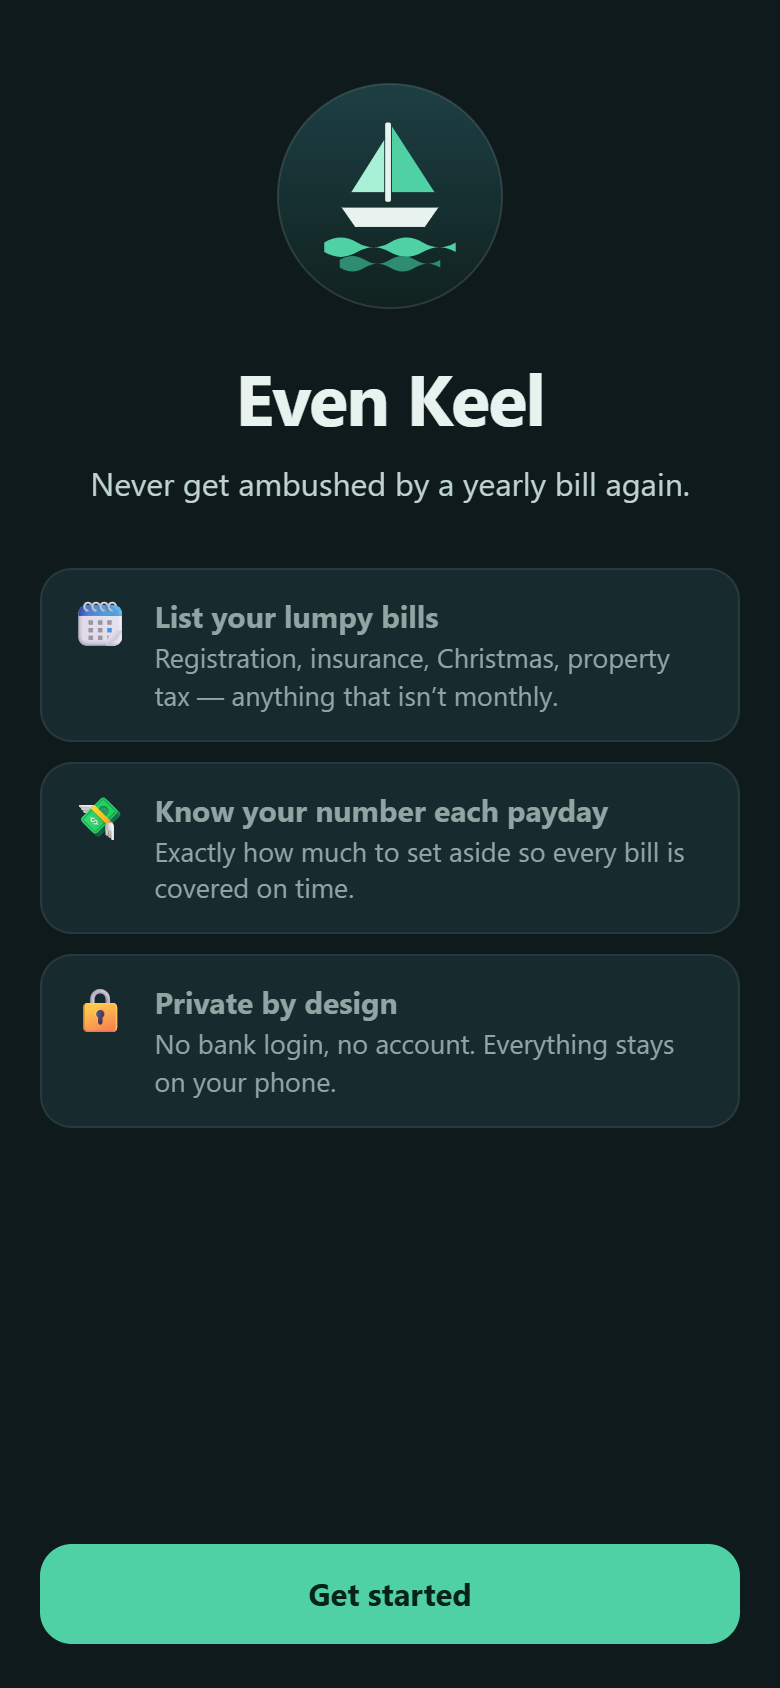 Even Keel
Never get ambushed by a yearly bill again.
List your lumpy bills
Registration, insurance, Christmas, property
tax — anything that isn’t monthly.
Know your number each payday
Exactly how much to set aside so every bill is
covered on time.
Private by design
No bank login, no account. Everything stays
on your phone.
Get started